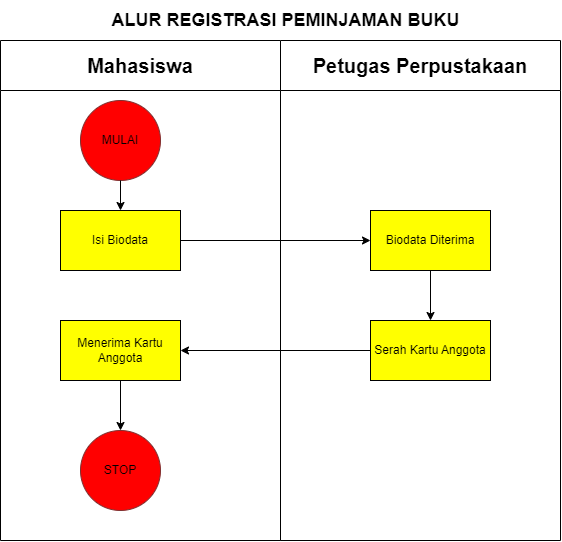 ALUR REGISTRASI PEMINJAMAN BUKU
Mahasiswa
Petugas Perpustakaan
MULAI
Isi Biodata
Biodata Diterima
Menerima Kartu
Anggota
Serah Kartu Anggota
STOP